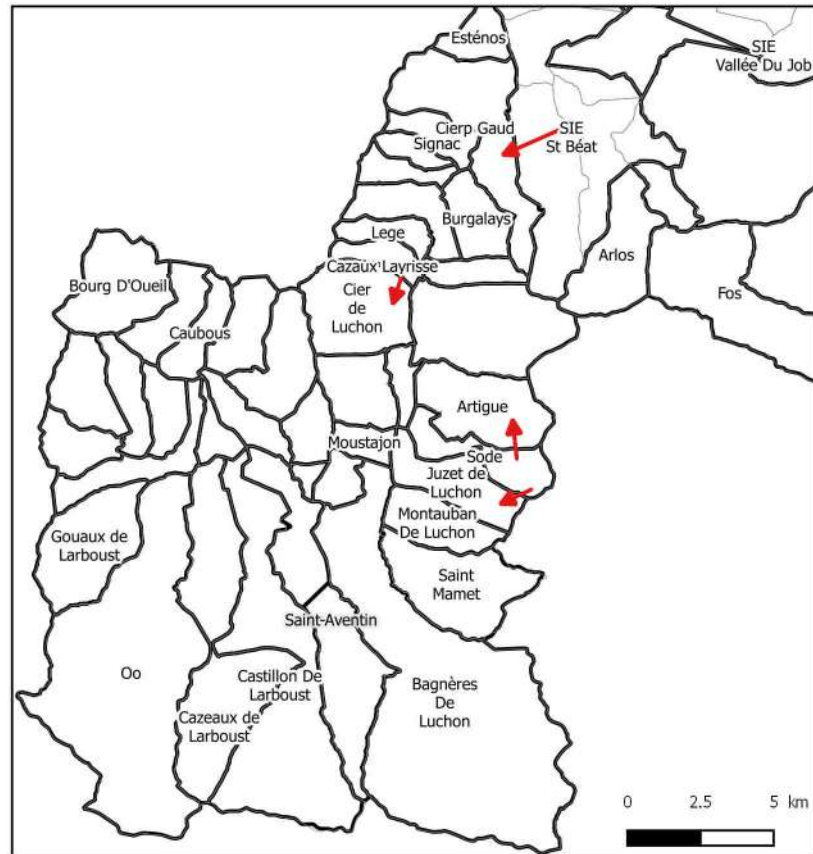 Esténos
SIE
Vallée Du Job
Cierp Gaud
SIE
St Béat
Signac
Burgalays
Lege
Arlos
Cazaux Layrisse
Bourg D'Oueil
Cier
de
Luchon
Fos
Caubous
Artigue
Moustajon
Sode
Juzet de
Luchon
Montauban
De Luchon
Gouaux de
Larboust
Saint
Mamet
Saint-Aventin
Oo
Castillon De
Larboust
Bagnères
De
Luchon
Cazeaux de
Larboust
0 2.5 5 km